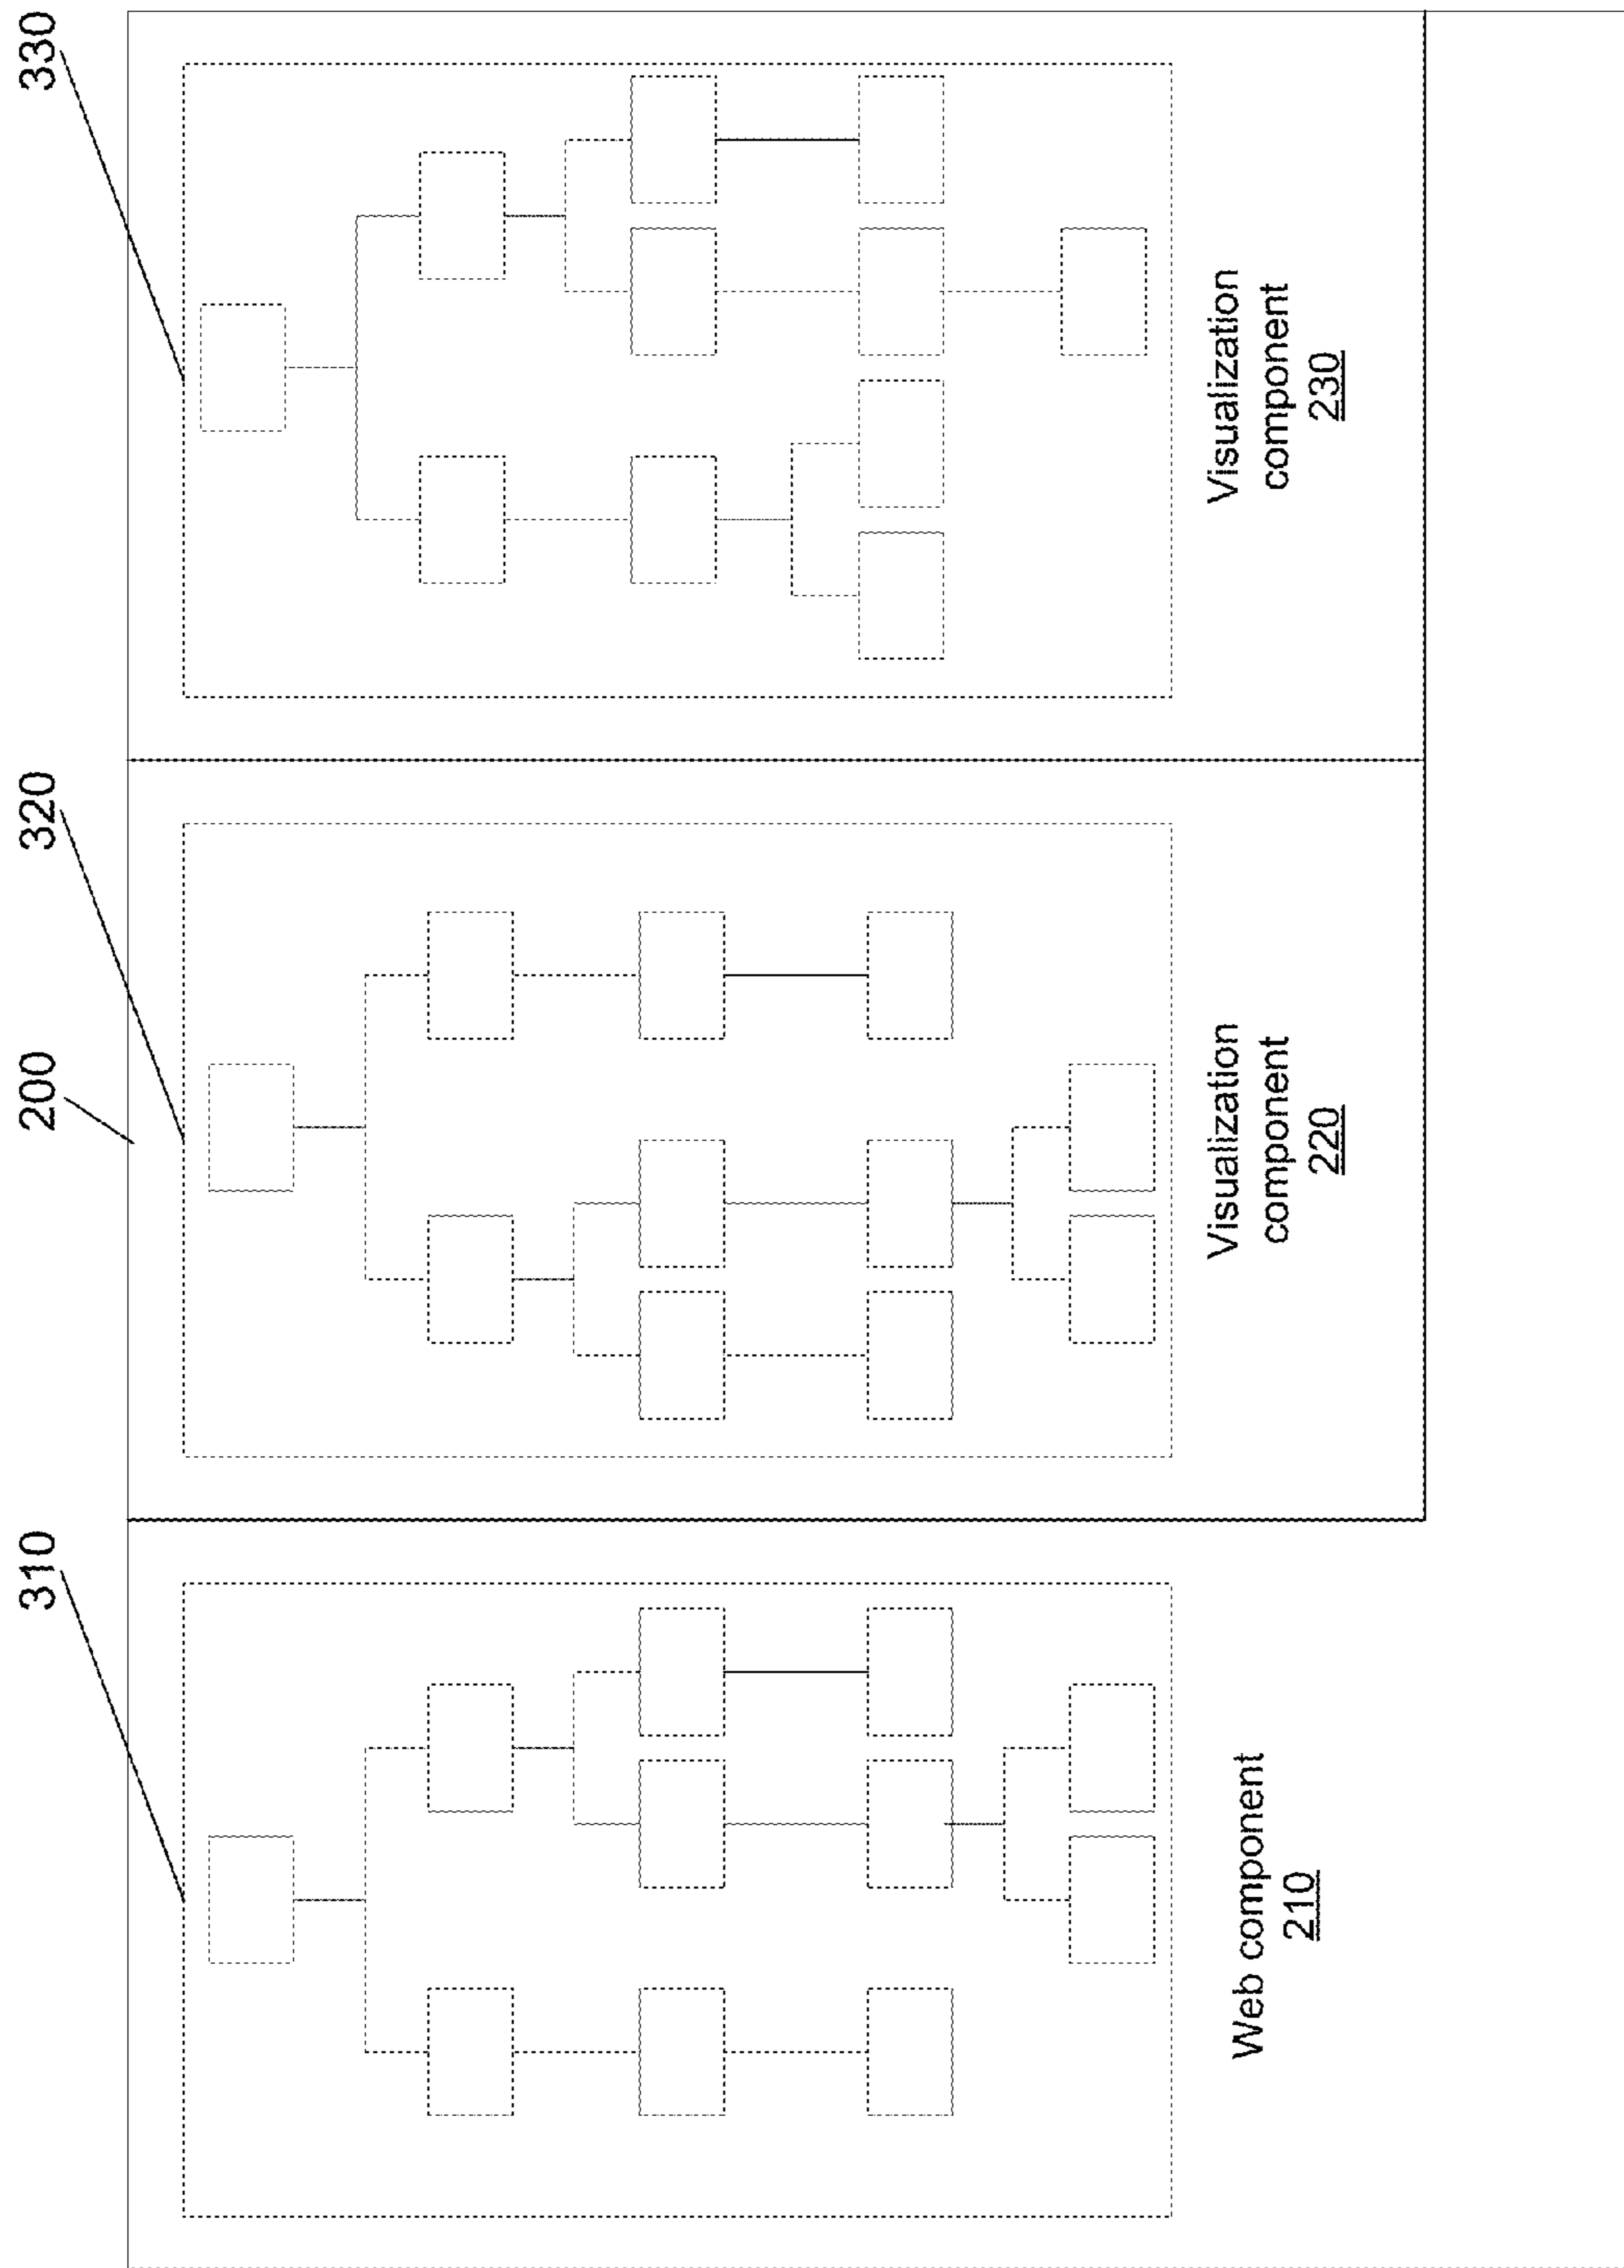 310
200
320
330
Web component
210
Visualization
component
220
Visualization
component
230